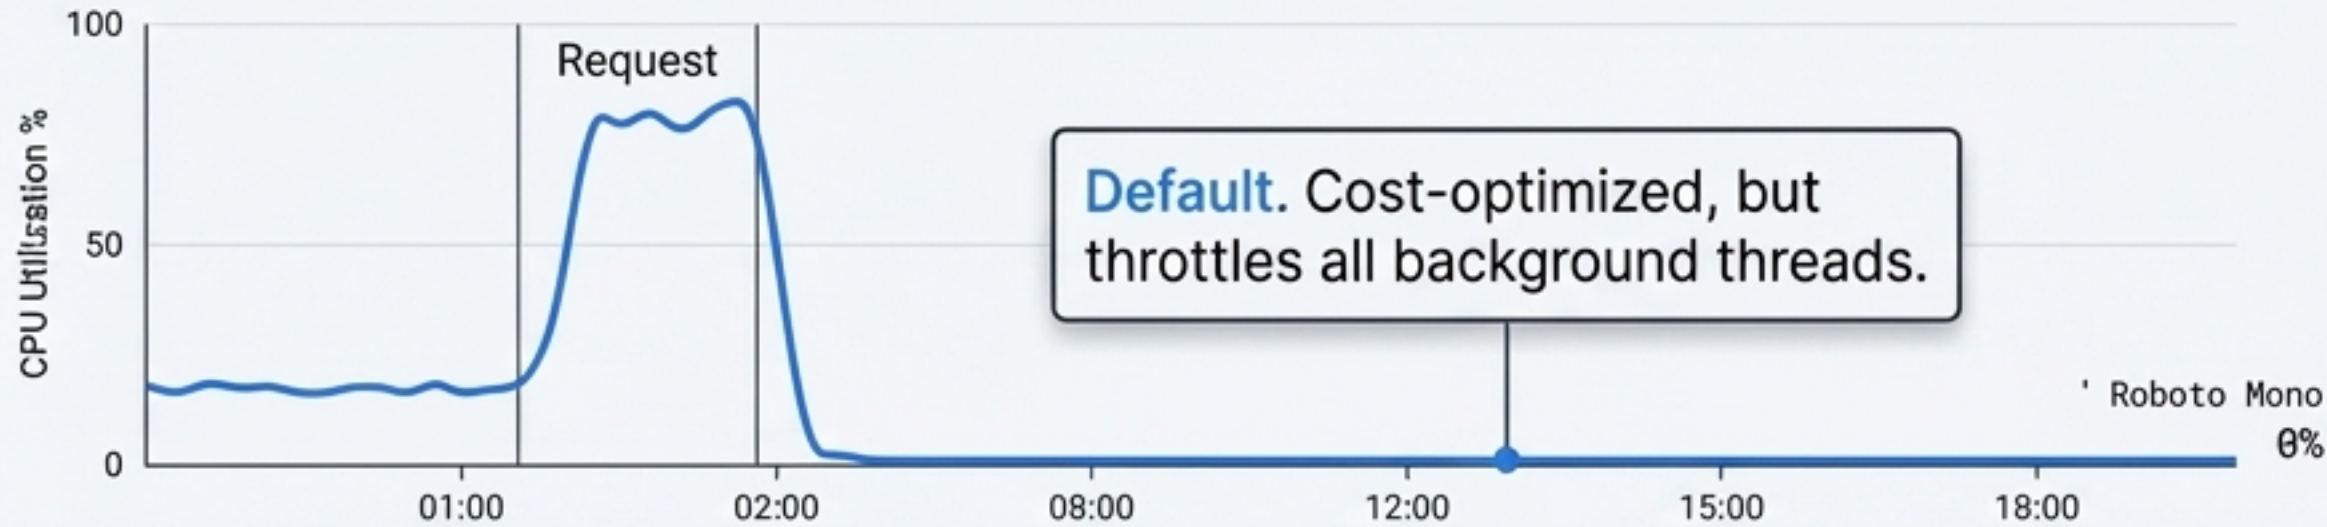 100
Request
Default. Cost-optimized, but
throttles all background threads.
50
CPU
%
' Roboto Mono
0
01:00
02:00
08:00
12:00
15:00
18:00